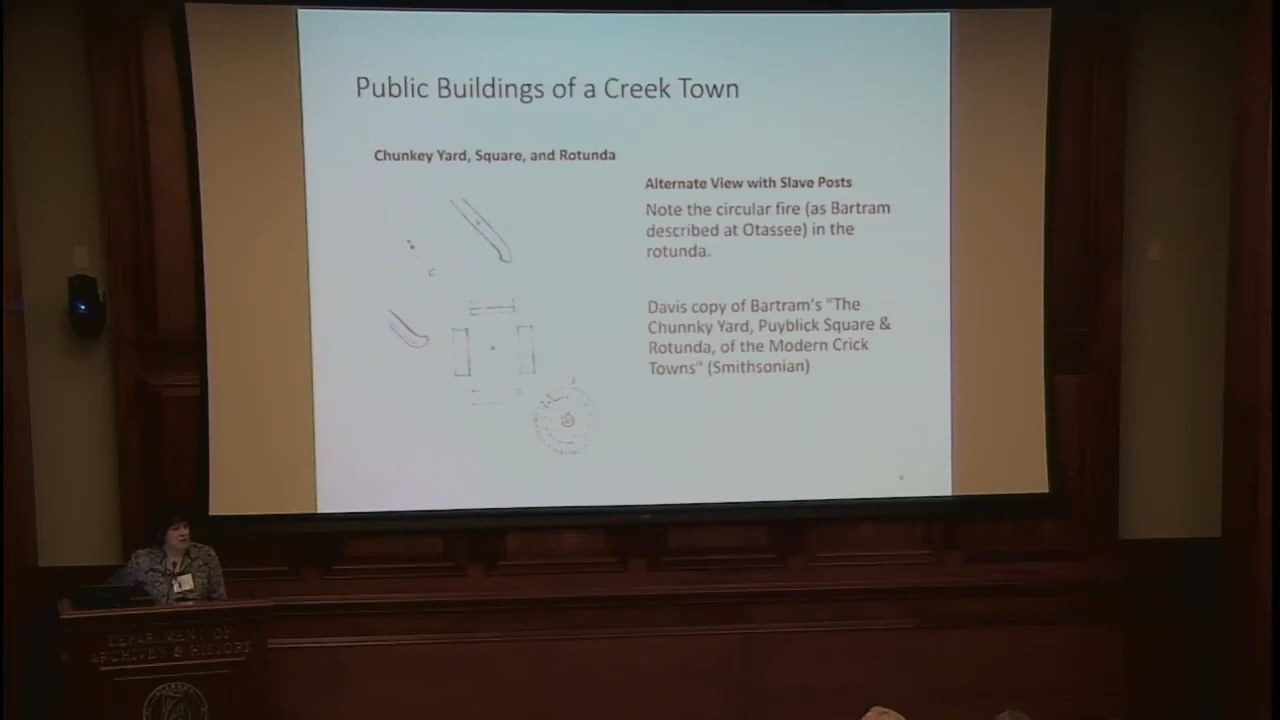 Public Buildings of a Creek Town
Chunkey Yard, Square, and Rotunda
Alternate View with Slave Posts
Note the circular fire (as Bartram
described at Otassee) in the
rotunda.
Davis copy of Bartram's "The
Chunnky Yard, Puyblick Square &
Rotunda, of the Modern Crick
Towns" (Smithsonian)
C
DEPARTMENT OF
ARCHIVES & HISTORY